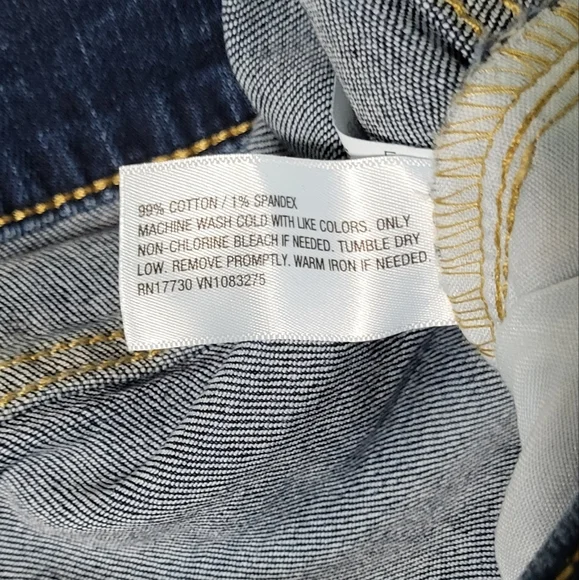 99% COTTON / 1% SPANDEX
MACHINE WASH COLD WITH LIKE COLORS. ONLY
NON-CHLORINE BLEACH IF NEEDED. TUMBLE DRY
LOW. REMOVE PROMPTLY. WARM IRON IF NEEDED.
RN17730 VN1083275